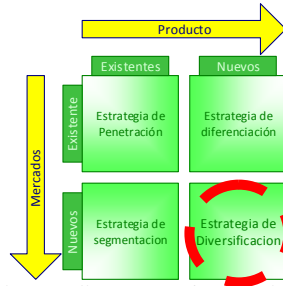 Producto
Existentes
Nuevos
Mercados
Existente
Estrategia de
Penetración
Estrategia de
diferenciación
Nuevos
Estrategia de
segmentacion
Estrategia de
Diversificacion